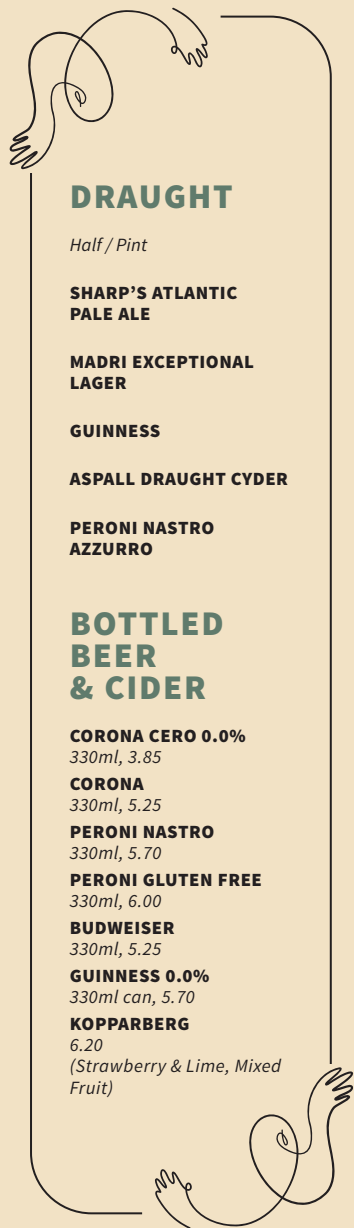 DRAUGHT
Half / Pint
SHARP’S ATLANTIC
PALE ALE
MADRI EXCEPTIONAL
LAGER
GUINNESS
ASPALL DRAUGHT CYDER
PERONI NASTRO
AZZURRO
BOTTLED
BEER
& CIDER
CORONA CERO 0.0%
330ml, 3.85
CORONA
330ml, 5.25
PERONI NASTRO
330ml, 5.70
PERONI GLUTEN FREE
330ml, 6.00
BUDWEISER
330ml, 5.25
GUINNESS 0.0%
330ml can, 5.70
KOPPARBERG
6.20
(Strawberry & Lime, Mixed
Fruit)